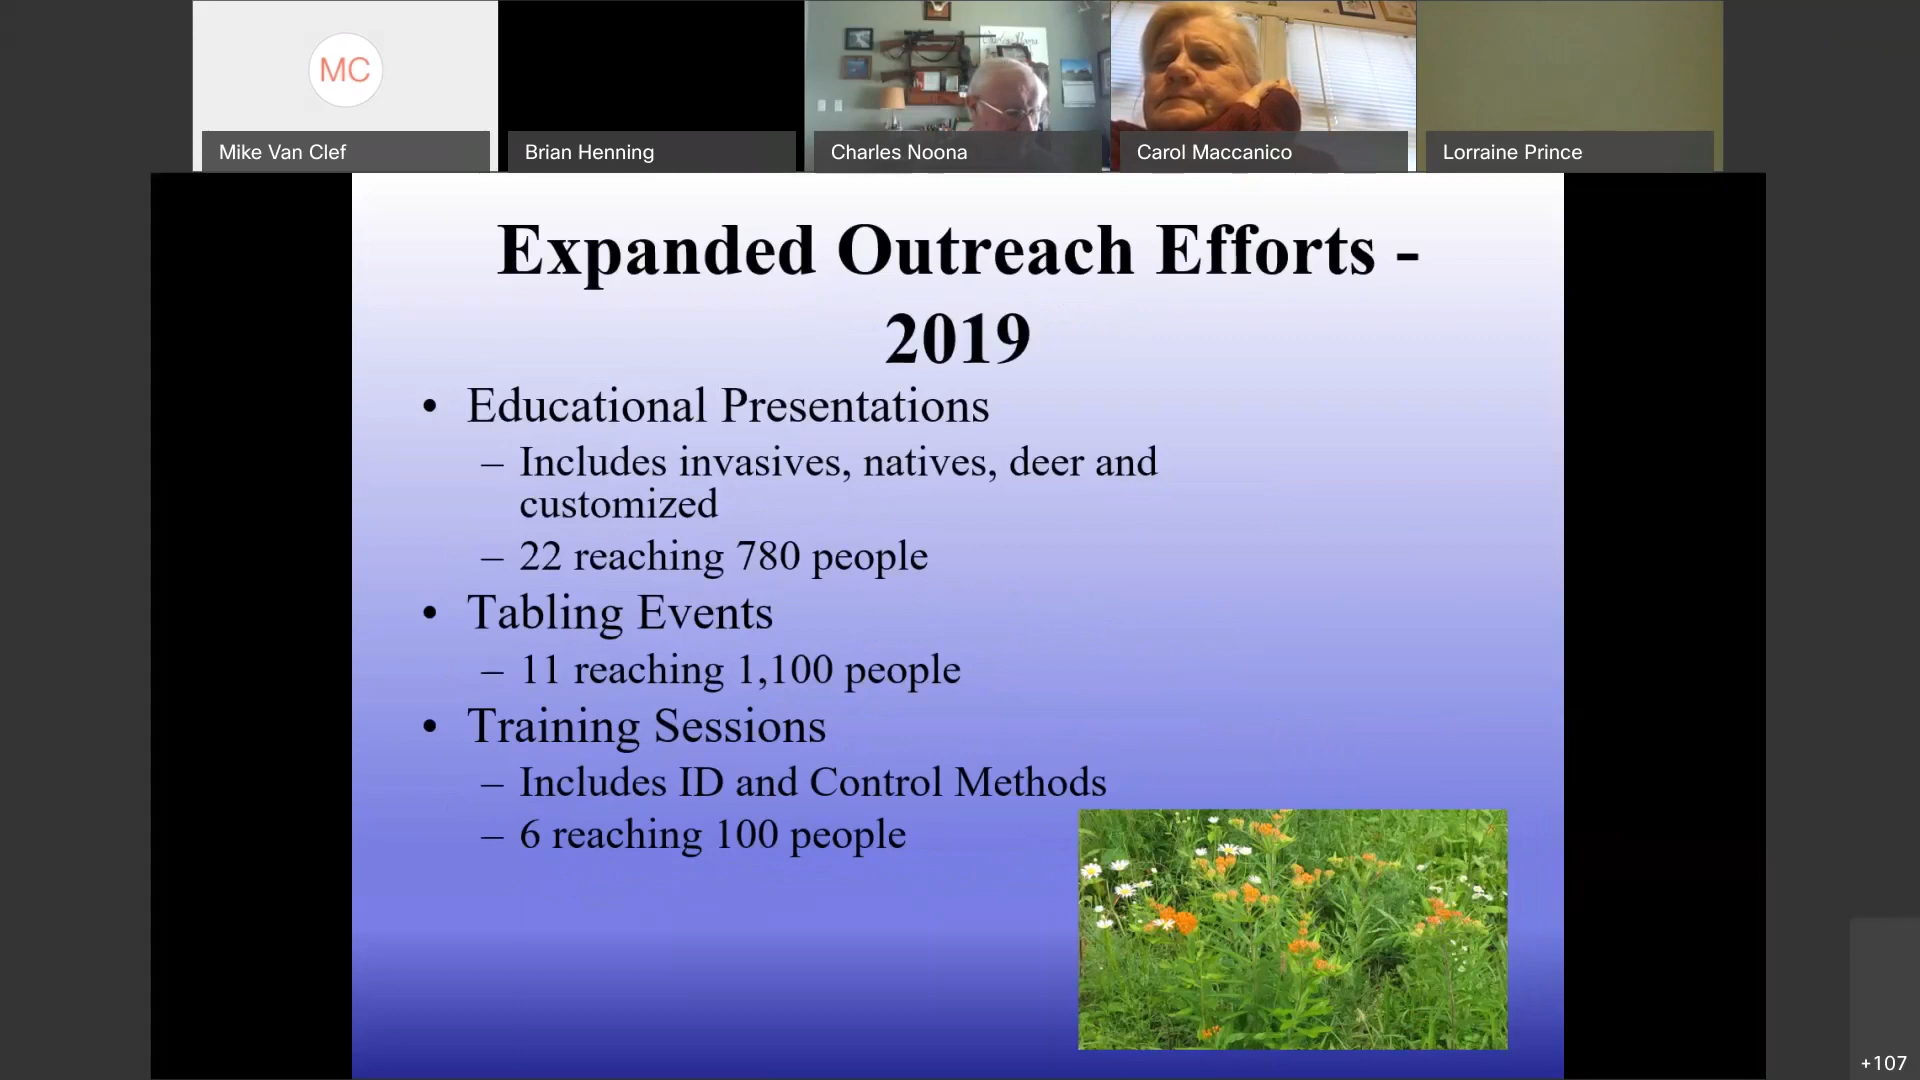 MC
Mike Van Clef
Brian Henning
Charles Noona
Carol Maccanico
Lorraine Prince
Expanded Outreach Efforts -
2019
• Educational Presentations
– Includes invasives, natives, deer and
customized
– 22 reaching 780 people
• Tabling Events
– 11 reaching 1,100 people
• Training Sessions
– Includes ID and Control Methods
– 6 reaching 100 people
+107